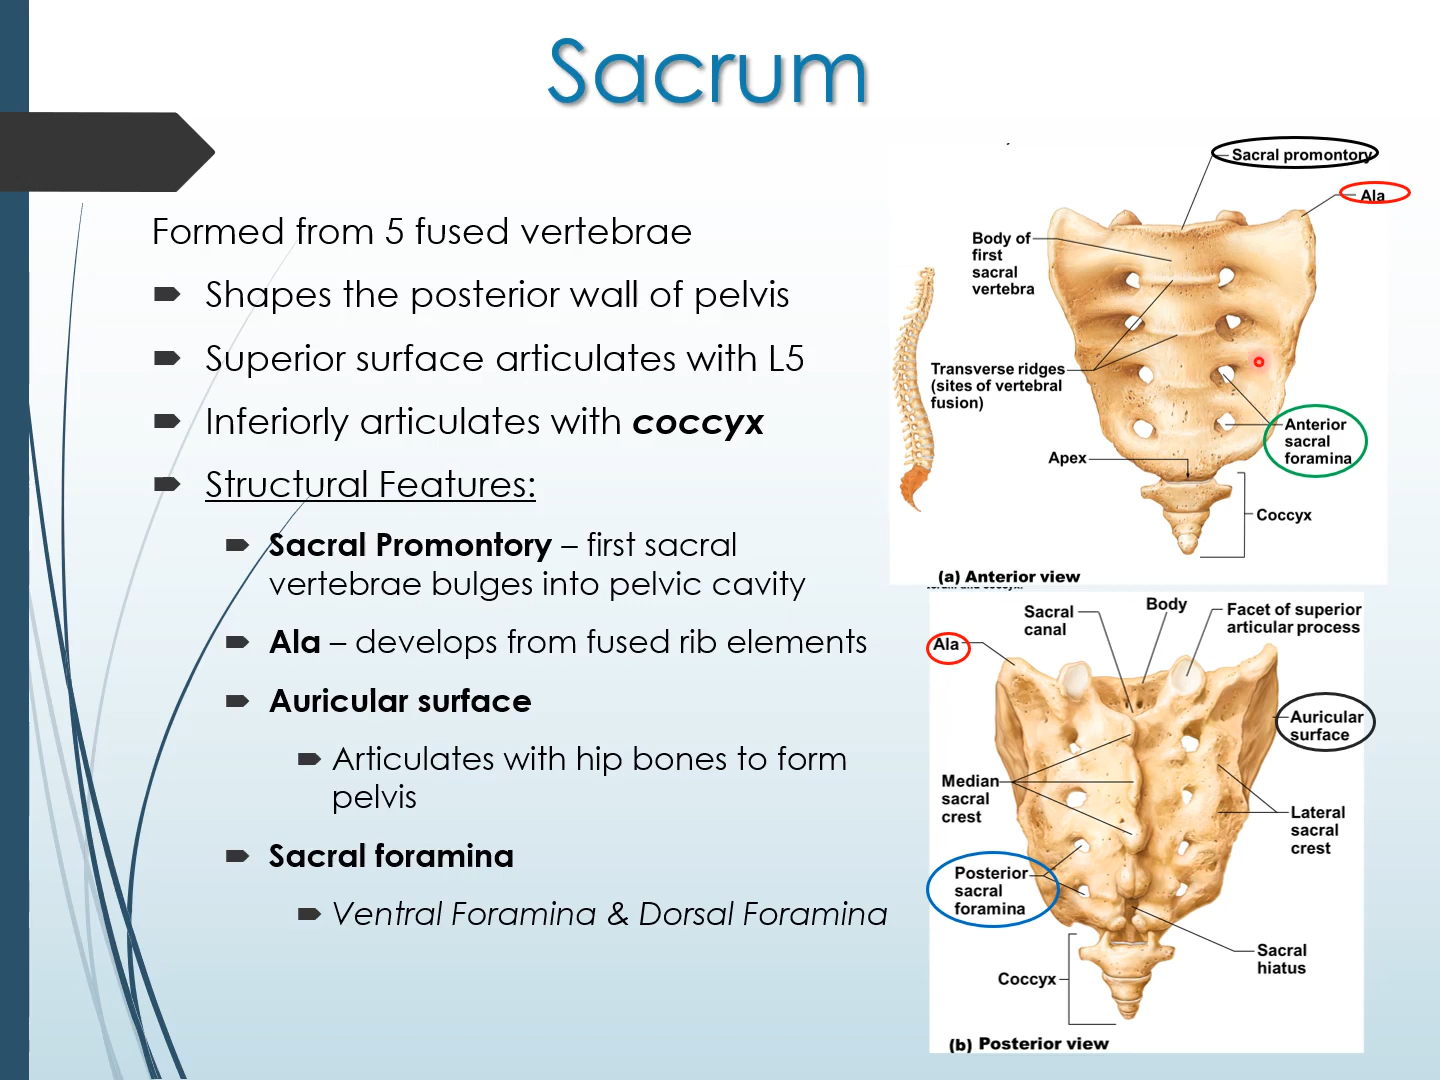 Sacrum
Formed from 5 fused vertebrae
Shapes the posterior wall of pelvis
Superior surface articulates with L5
Inferiorly articulates with coccyx
Structural Features:
Sacral Promontory – first sacral
vertebrae bulges into pelvic cavity
Ala – develops from fused rib elements
Auricular surface
Articulates with hip bones to form
pelvis
Sacral foramina
Ventral Foramina & Dorsal Foramina
Sacral promontory
Ala
Body of
first
sacral
vertebra
Transverse ridges
(sites of vertebral
fusion)
Anterior
sacral
foramina
Apex
Coccyx
(a) Anterior view
Sacral
canal
Body
Facet of superior
articular process
Ala
Auricular
surface
Median
sacral
crest
Lateral
sacral
crest
Posterior
sacral
foramina
Sacral
hiatus
Coccyx
(b) Posterior view